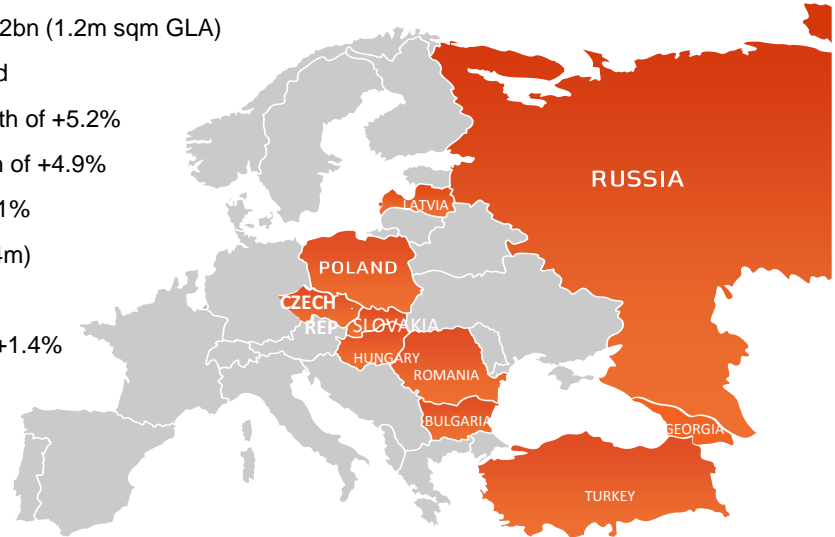 2bn (1.2m sqm GLA)
d
th of +5.2%
n of +4.9%
1%
4m)
+1.4%
RUSSIA
LATVIA
POLAND
CZECH
REP
SLOVAKIA
HUNGARY
ROMANIA
BULGARIA
GEORGIA
TURKEY